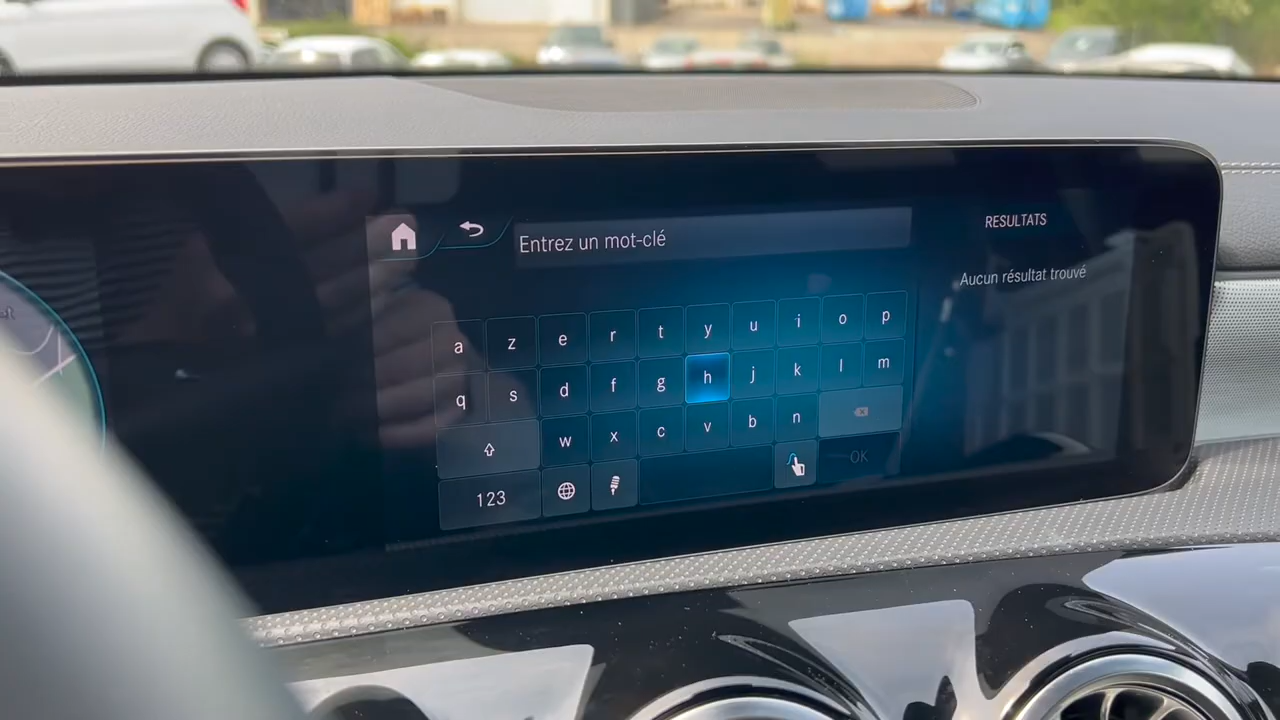 Entrez un mot-clé
RESULTATS
Aucun résultat trouvé
a z e r t y u i o p
q s d f g h j k l m
w x c v b n
123
OK